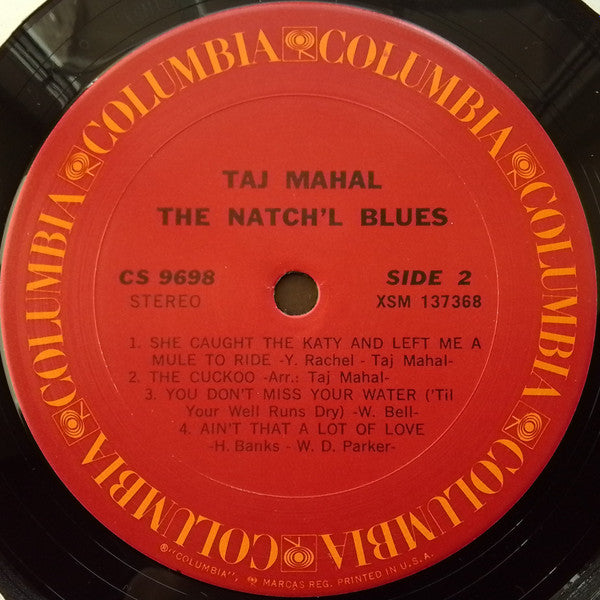 COLUMBIA COLUMBIA COLUMBIA COLUMBIA COLUMBIA COLUMBIA
TAJ MAHAL
THE NATCH'L BLUES
CS 9698
STEREO
SIDE 2
XSM 137368
1. SHE CAUGHT THE KATY AND LEFT ME A
MULE TO RIDE -Y. Rachel - Taj Mahal-
2. THE CUCKOO -Arr.: Taj Mahal-
3. YOU DON'T MISS YOUR WATER ('Til
Your Well Runs Dry) -W. Bell-
4. AIN'T THAT A LOT OF LOVE
-H. Banks - W. D. Parker-
®"COLUMBIA", MARCAS REG. PRINTED IN U.S.A.